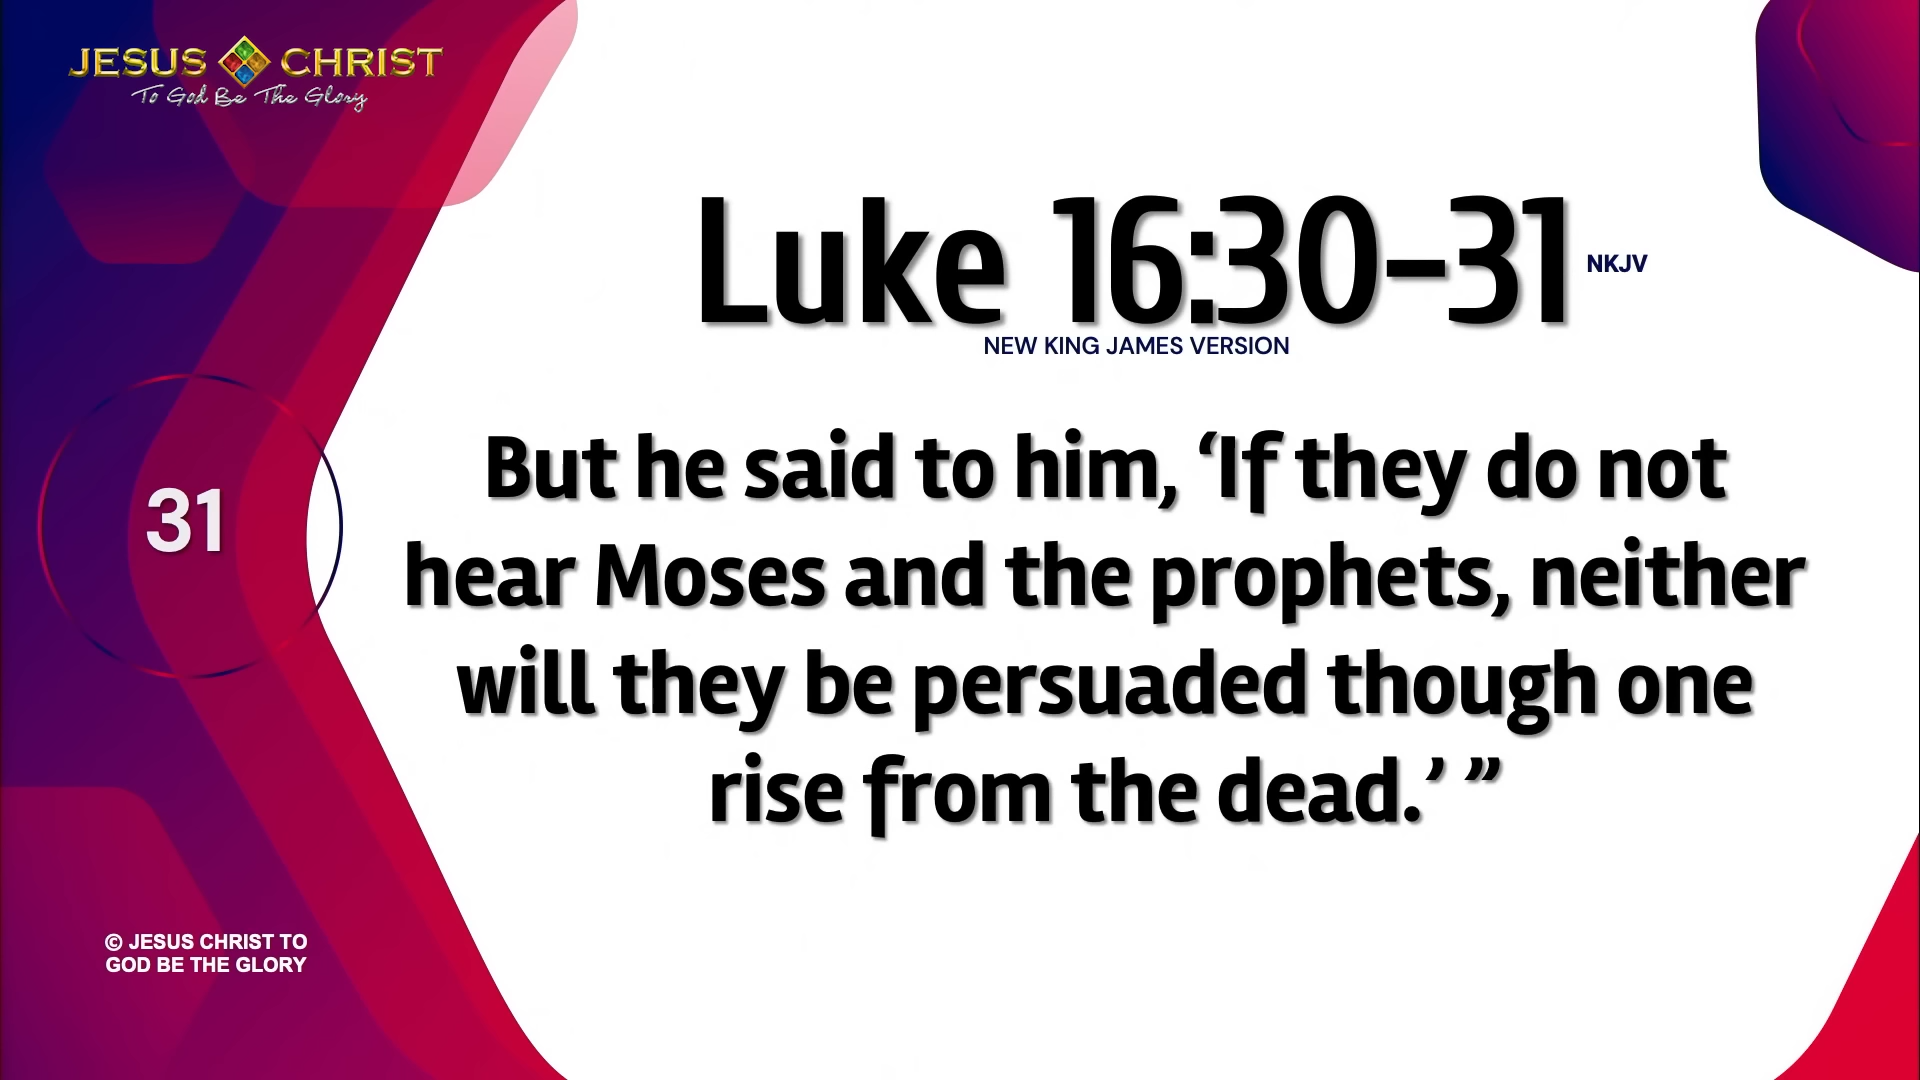 JESUS CHRIST
To God Be The Glory
Luke 16:30-31 NKJV
NEW KING JAMES VERSION
31
But he said to him, ‘If they do not
hear Moses and the prophets, neither
will they be persuaded though one
rise from the dead.’ ”
© JESUS CHRIST TO
GOD BE THE GLORY